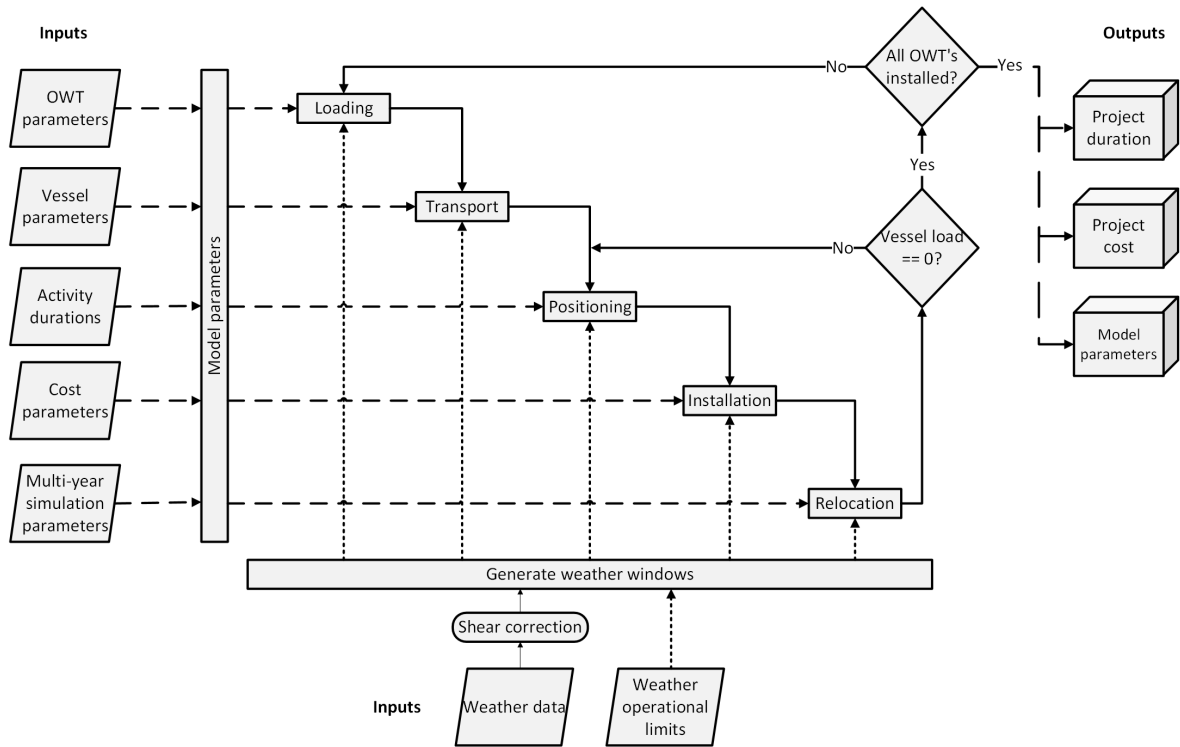 Inputs
Outputs
OWT
parameters
Vessel
parameters
Activity
durations
Cost
parameters
Multi-year
simulation
parameters
Model parameters
Loading
Transport
Positioning
Installation
Relocation
No
All OWT's
installed?
Yes
Yes
No
Vessel load
== 0?
Project
duration
Project
cost
Model
parameters
Generate weather windows
Shear correction
Inputs
Weather data
Weather
operational
limits